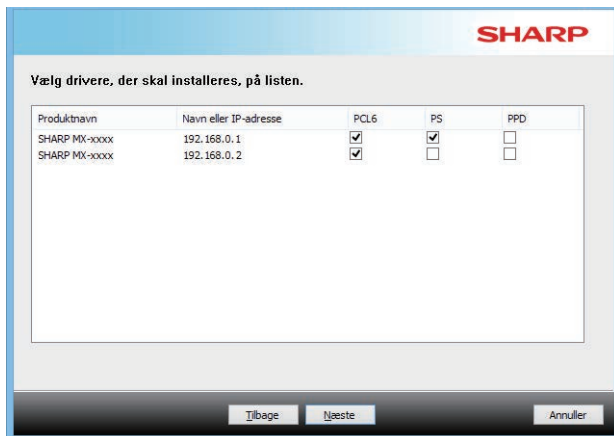 SHARP
Vælg drivere, der skal installeres, på listen.
Produktnavn Navn eller IP-adresse PCL6 PS PPD
SHARP MX-xxxx 192.168.0.1
SHARP MX-xxxx 192.168.0.2
Tilbage Næste Annuller